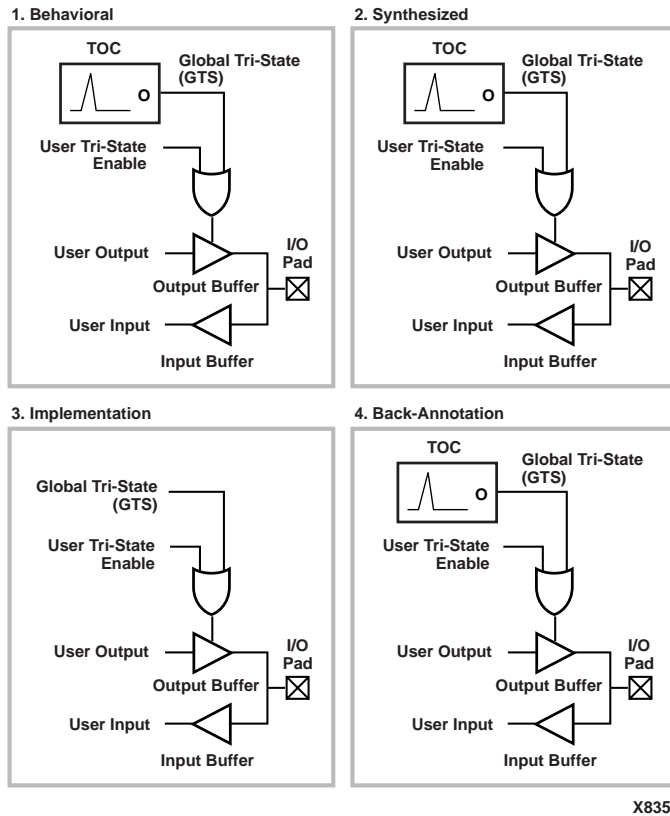 1. Behavioral
TOC
O
Global Tri-State
(GTS)
User Tri-State
Enable
User Output
I/O
Pad
Output Buffer
User Input
Input Buffer
2. Synthesized
TOC
O
Global Tri-State
(GTS)
User Tri-State
Enable
User Output
I/O
Pad
Output Buffer
User Input
Input Buffer
3. Implementation
Global Tri-State
(GTS)
User Tri-State
Enable
User Output
I/O
Pad
Output Buffer
User Input
Input Buffer
4. Back-Annotation
TOC
O
Global Tri-State
(GTS)
User Tri-State
Enable
User Output
I/O
Pad
Output Buffer
User Input
Input Buffer
X835